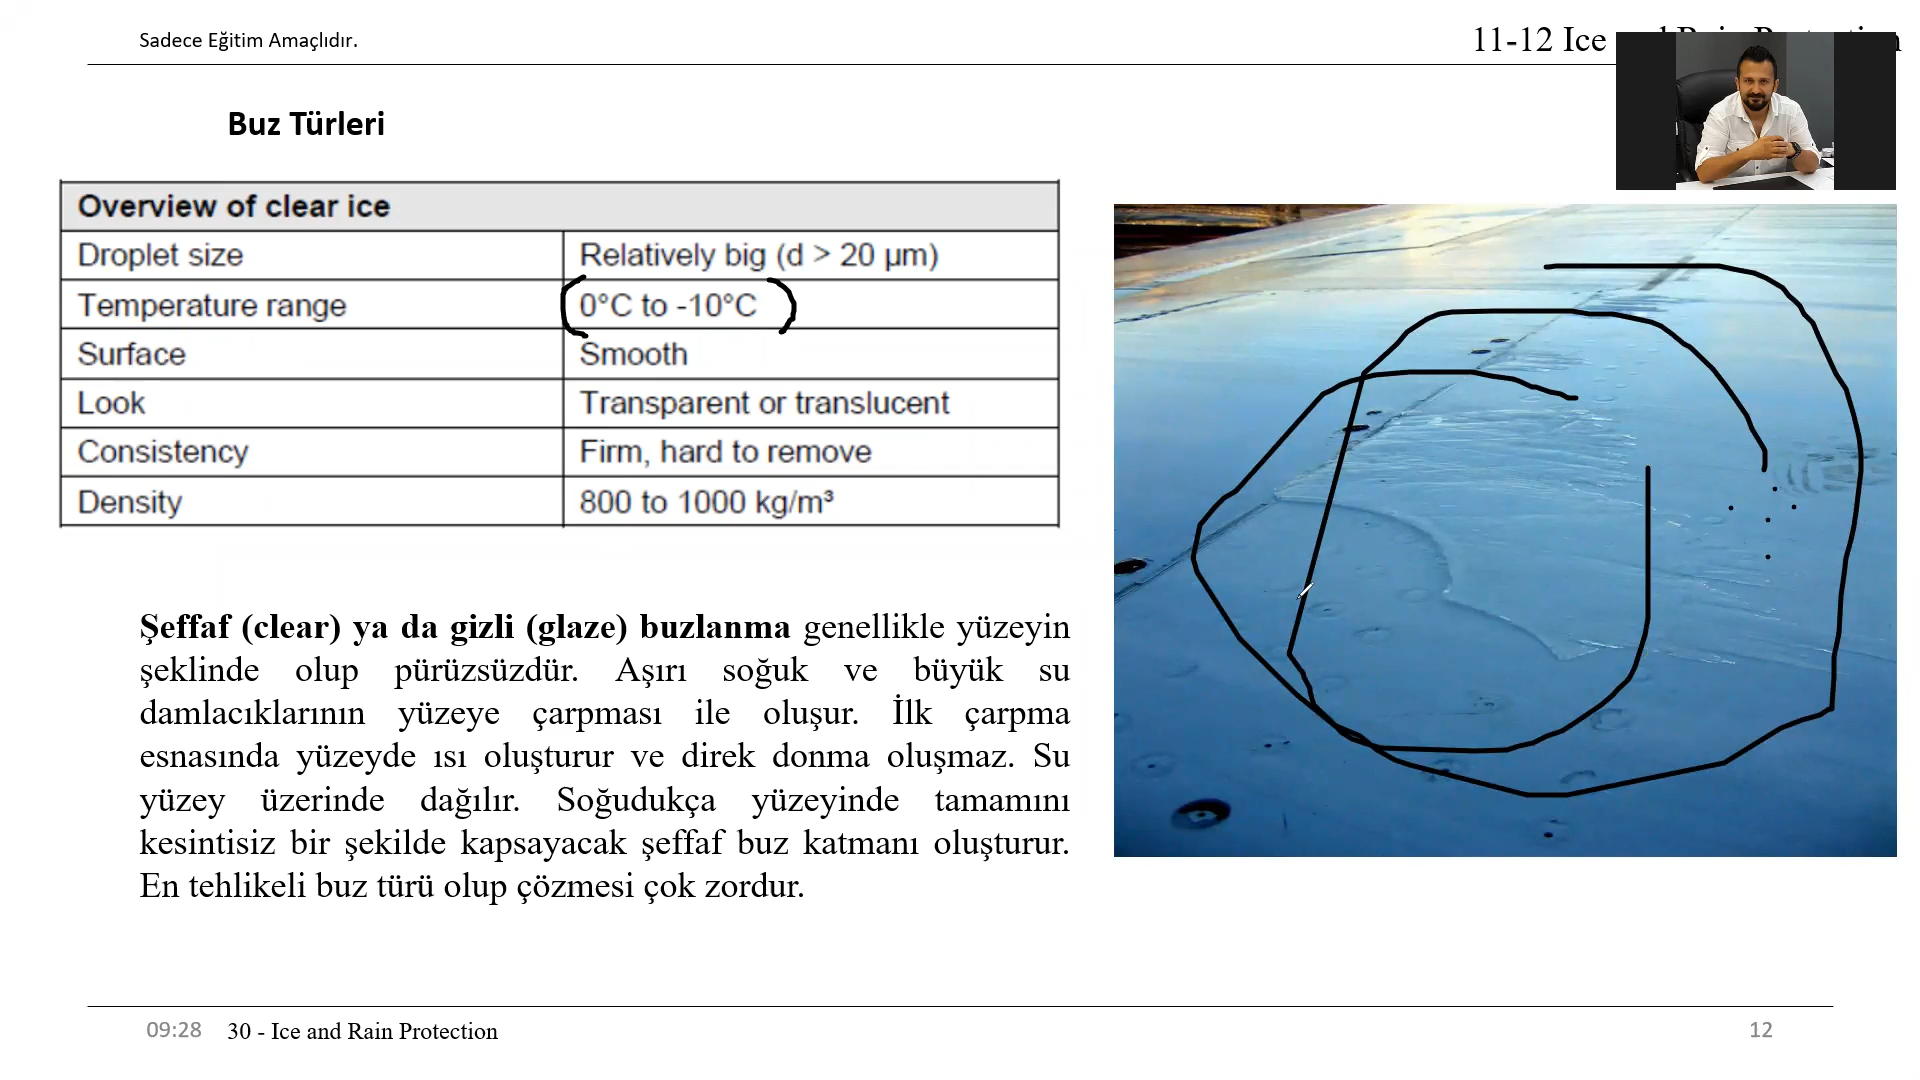 Sadece Eğitim Amaçlıdır.
11-12 Ice
Buz Türleri
Overview of clear ice
Droplet size Relatively big (d > 20 µm)
Temperature range 0°C to -10°C
Surface Smooth
Look Transparent or translucent
Consistency Firm, hard to remove
Density 800 to 1000 kg/m³
Şeffaf (clear) ya da gizli (glaze) buzlanma genellikle yüzeyin
şeklinde olup pürüzsüzdür. Aşırı soğuk ve büyük su
damlacıklarının yüzeye çarpması ile oluşur. İlk çarpma
esnasında yüzeyde ısı oluşturur ve direk donma oluşmaz. Su
yüzey üzerinde dağılır. Soğudukça yüzeyinde tamamını
kesintisiz bir şekilde kapsayacak şeffaf buz katmanı oluşturur.
En tehlikeli buz türü olup çözmesi çok zordur.
09:28 30 - Ice and Rain Protection 12